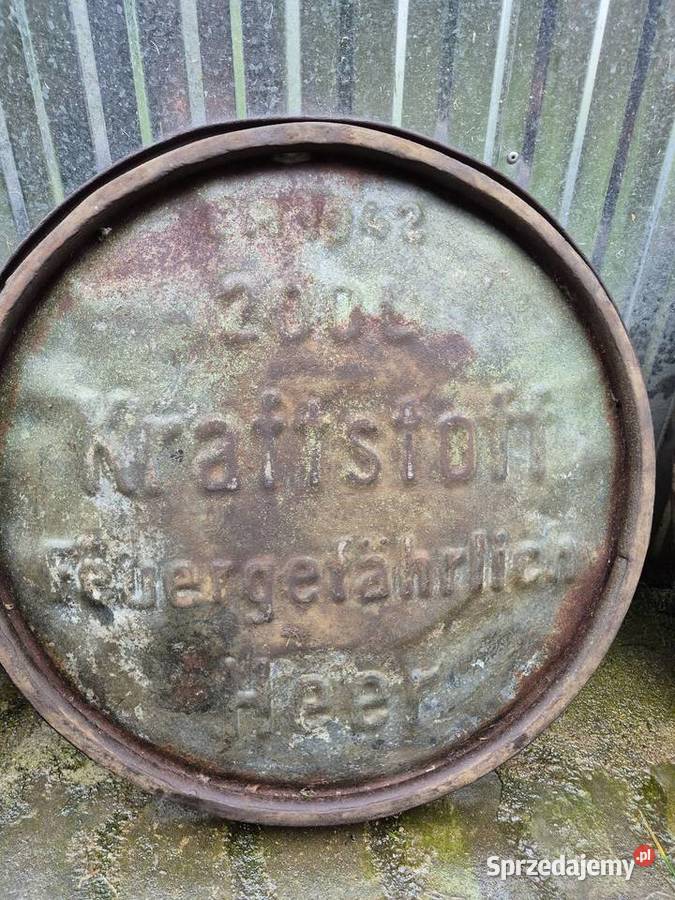 1942
200L
Kraftstoff
Feuergefährlich
Heer
Sprzedajemy.pl